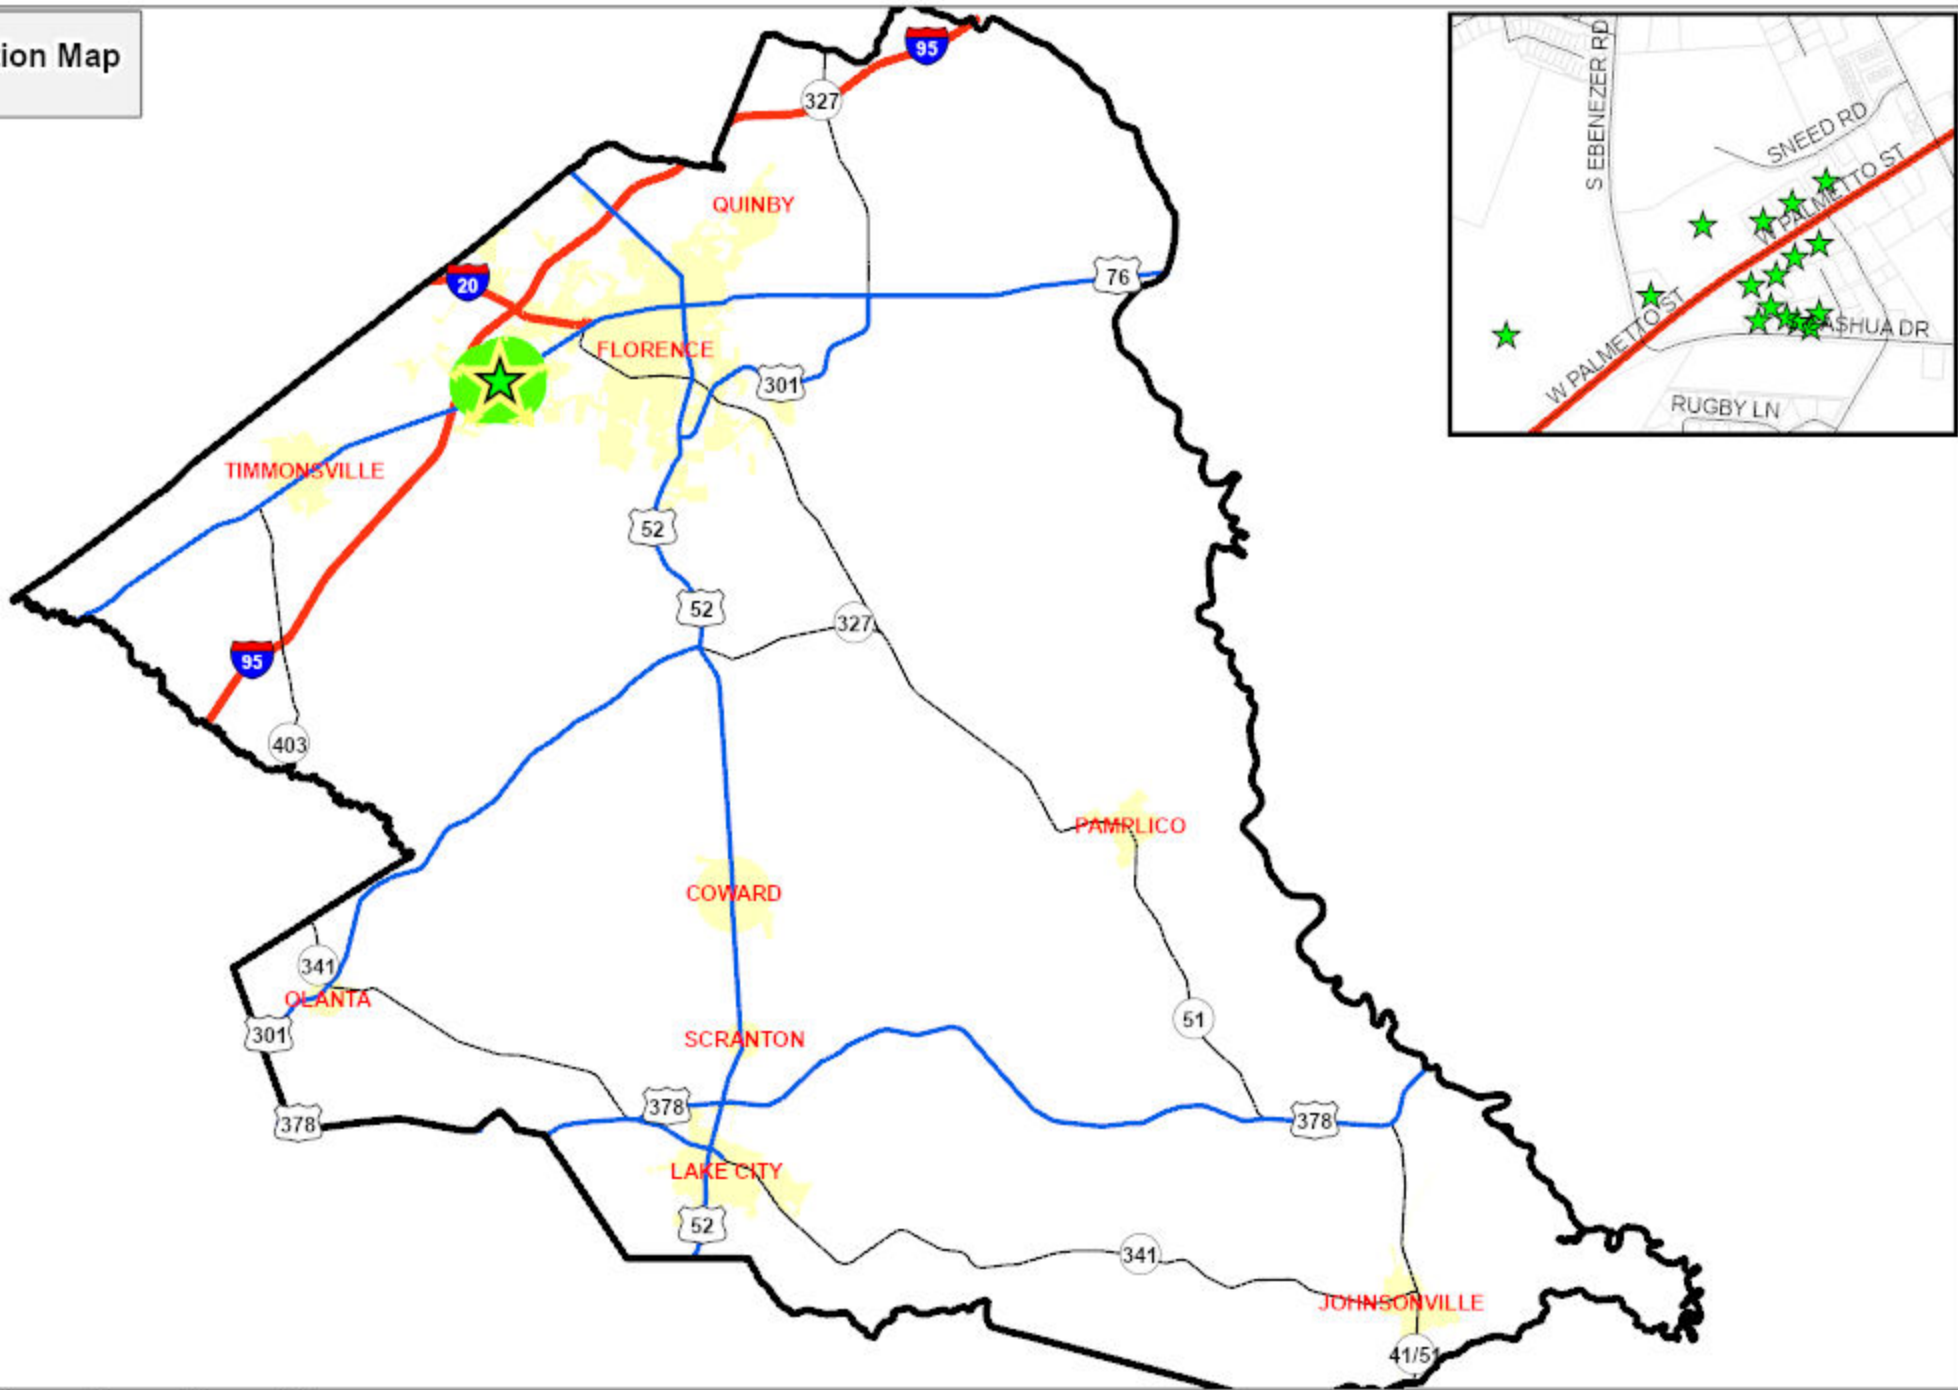 ion Map
95
327
S EBENEZER RD
SNEED RD
W PALMETTO ST
W PALMETTO ST
RUGBY LN
QUINBY
20
76
FLORENCE
301
TIMMONSVILLE
52
52
327
95
403
PAMPLICO
COWARD
341
OLANTA
301
51
SCRANTON
378
378
378
LAKE CITY
52
341
JOHNSONVILLE
41/51